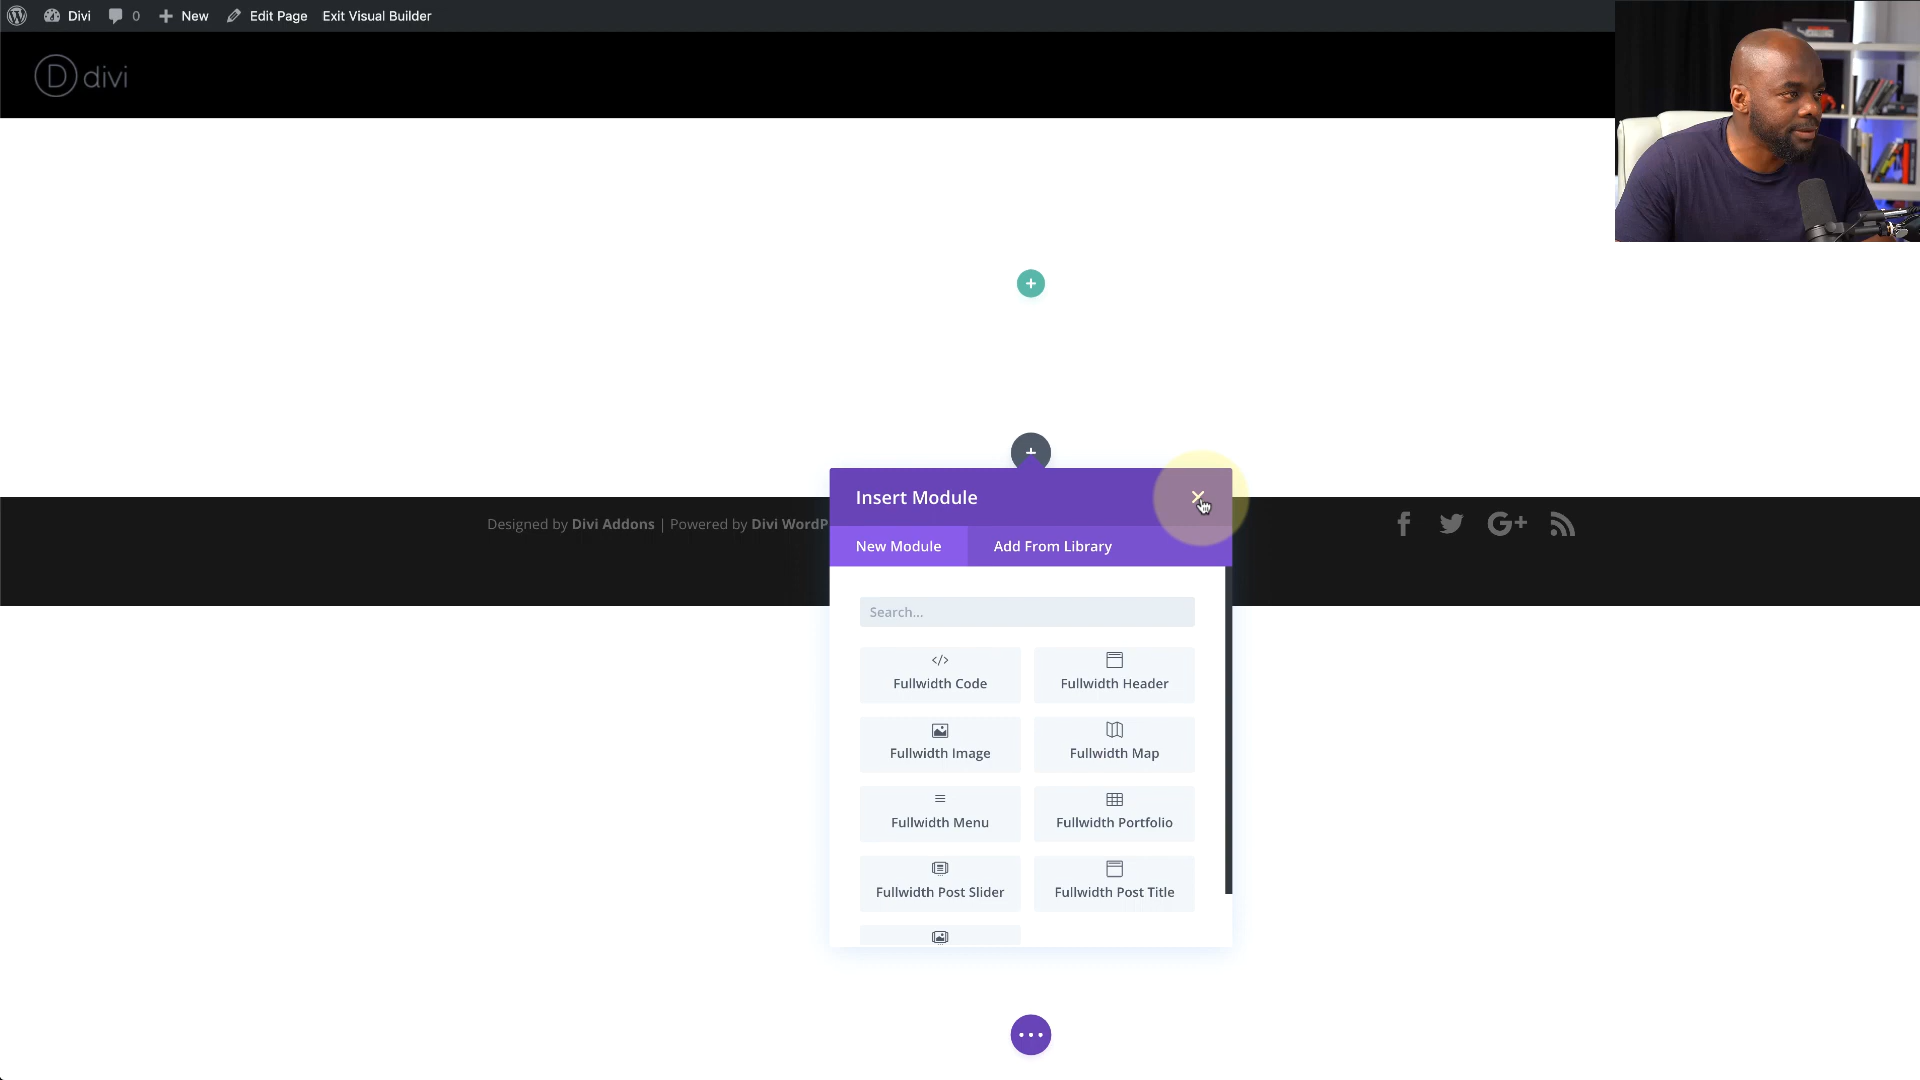 Divi
0
New
Edit Page
Exit Visual Builder
D divi
Insert Module
Designed by Divi Addons | Powered by Divi WordP
New Module
Add From Library
Search...
Fullwidth Code
Fullwidth Header
Fullwidth Image
Fullwidth Map
Fullwidth Menu
Fullwidth Portfolio
Fullwidth Post Slider
Fullwidth Post Title